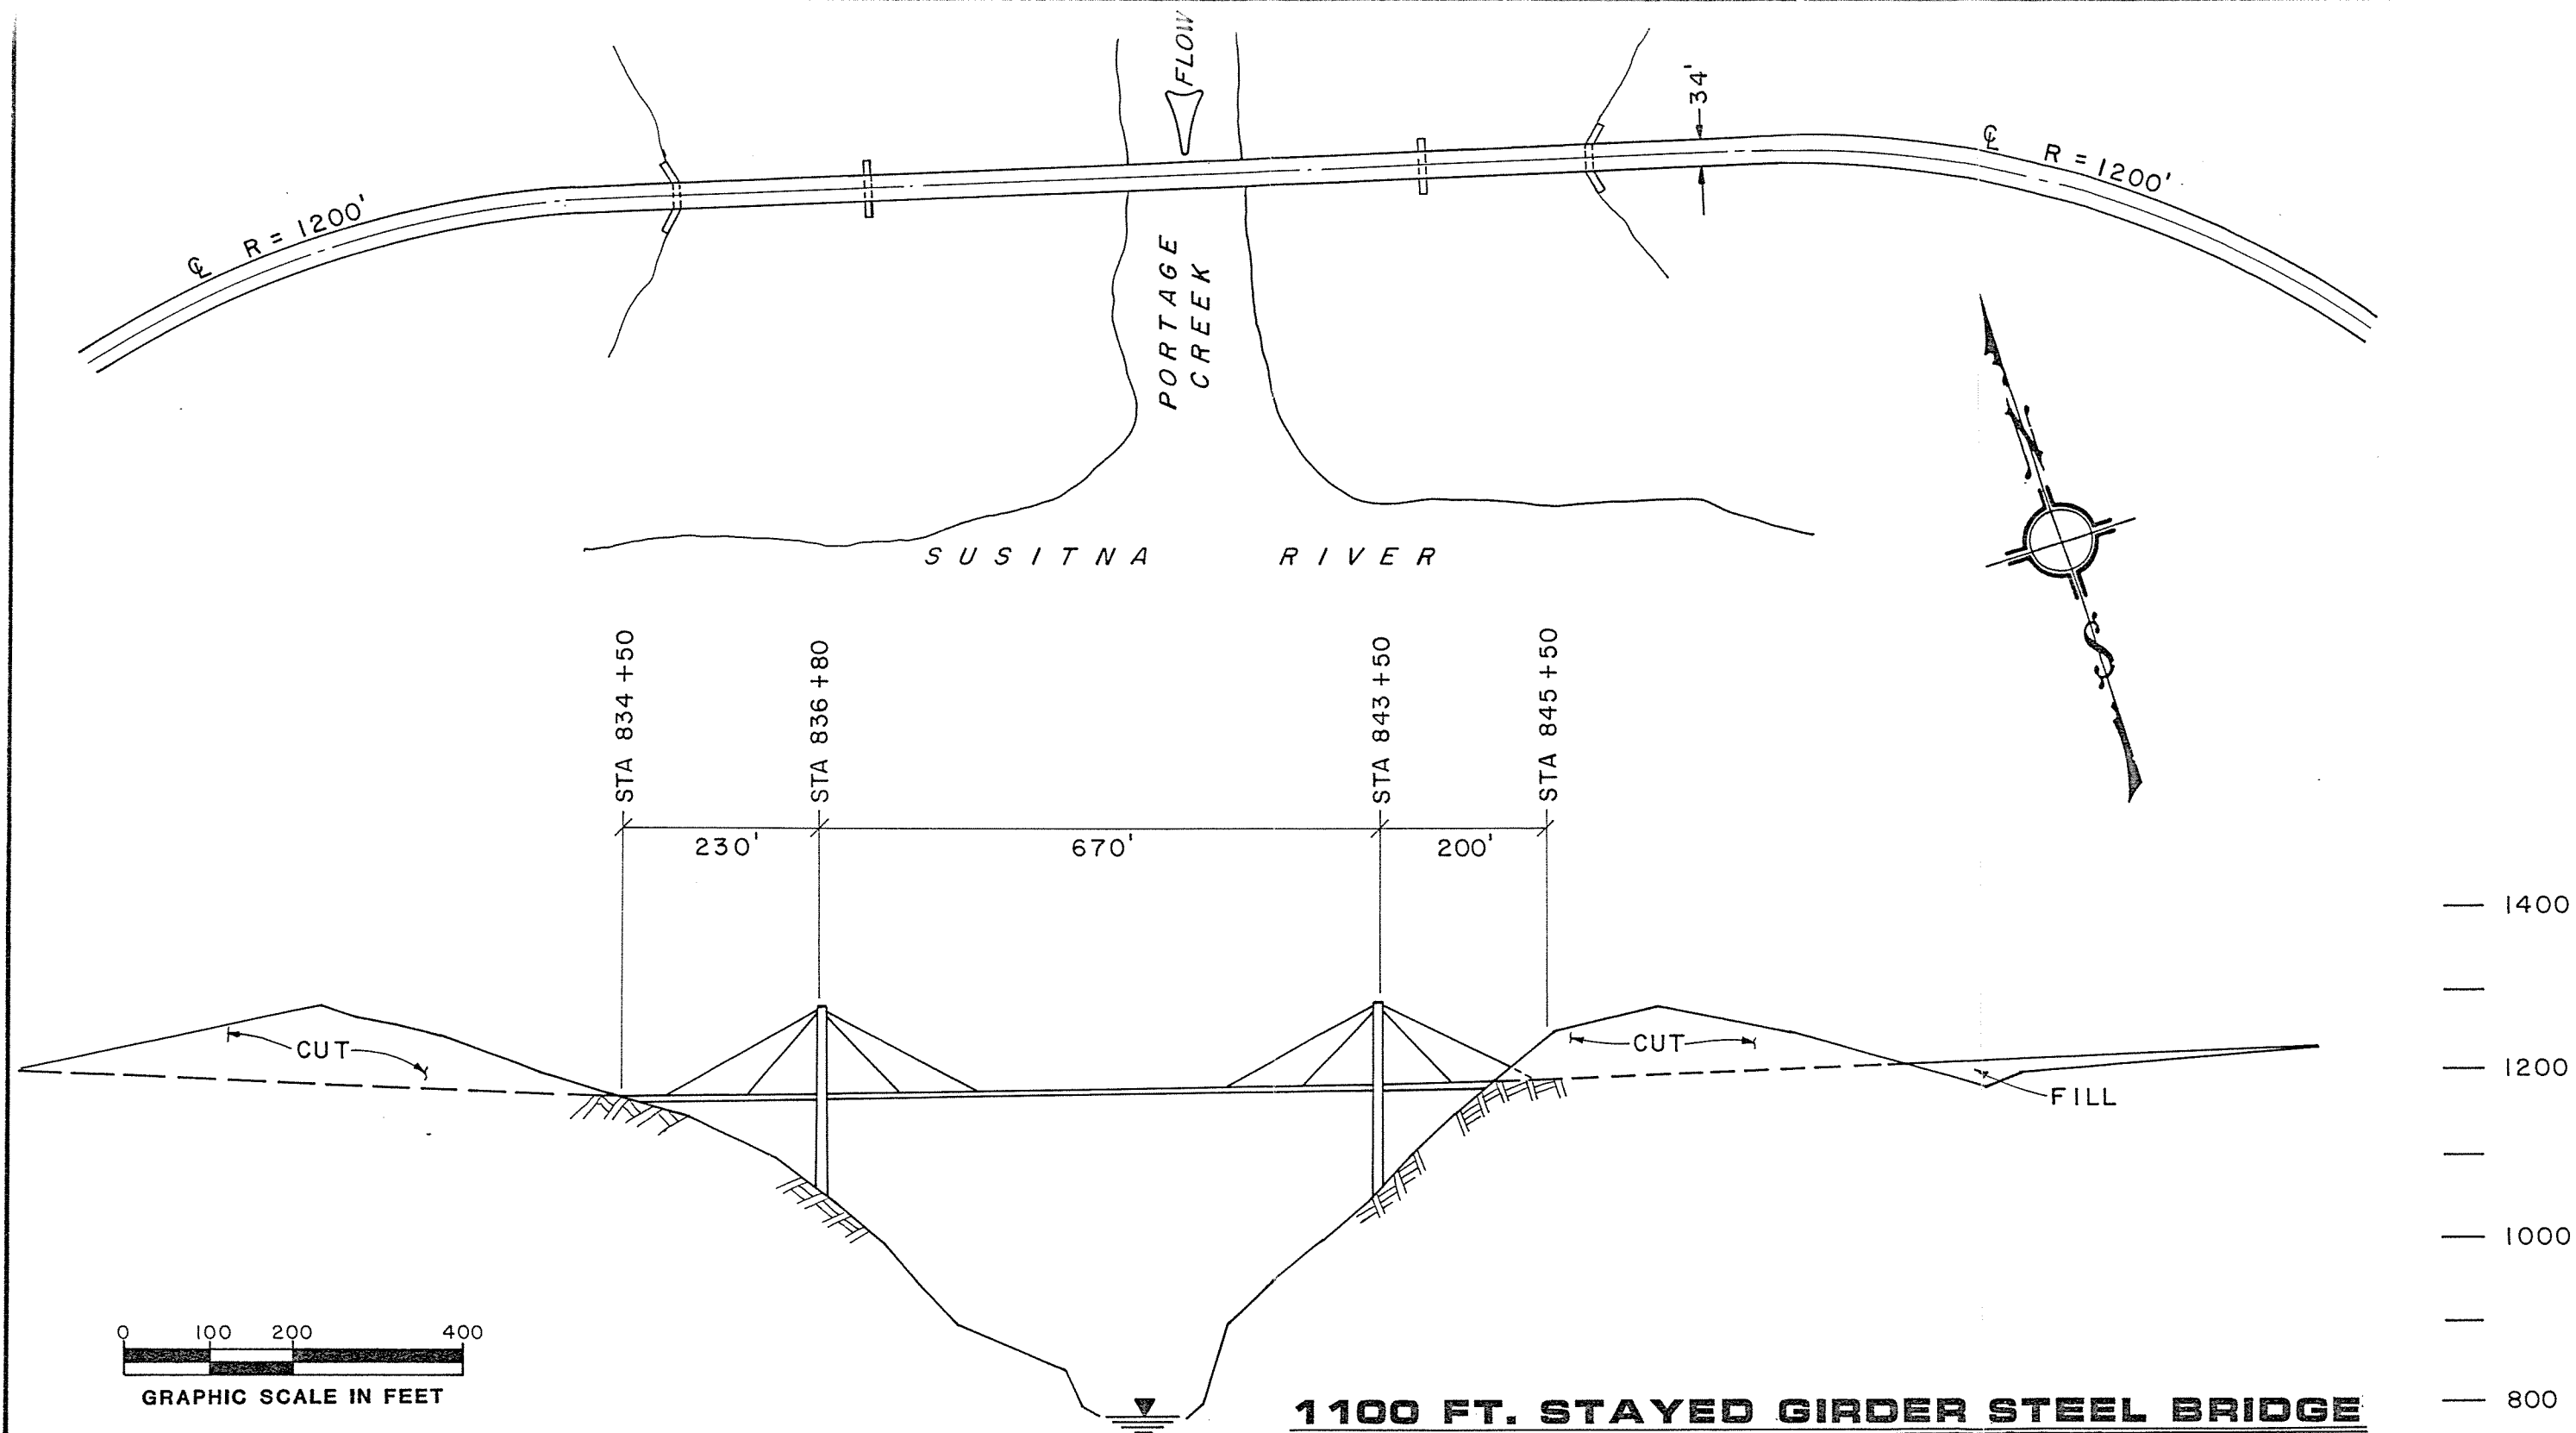 FLOW
34'
℄ R = 1200'
℄ R = 1200'
PORTAGE
CREEK
SUSITNA RIVER
N
S
STA 834+50
STA 836+80
STA 843+50
STA 845+50
230'
670'
200'
1400
CUT
CUT
1200
FILL
1000
0 100 200 400
GRAPHIC SCALE IN FEET
800
1100 FT. STAYED GIRDER STEEL BRIDGE